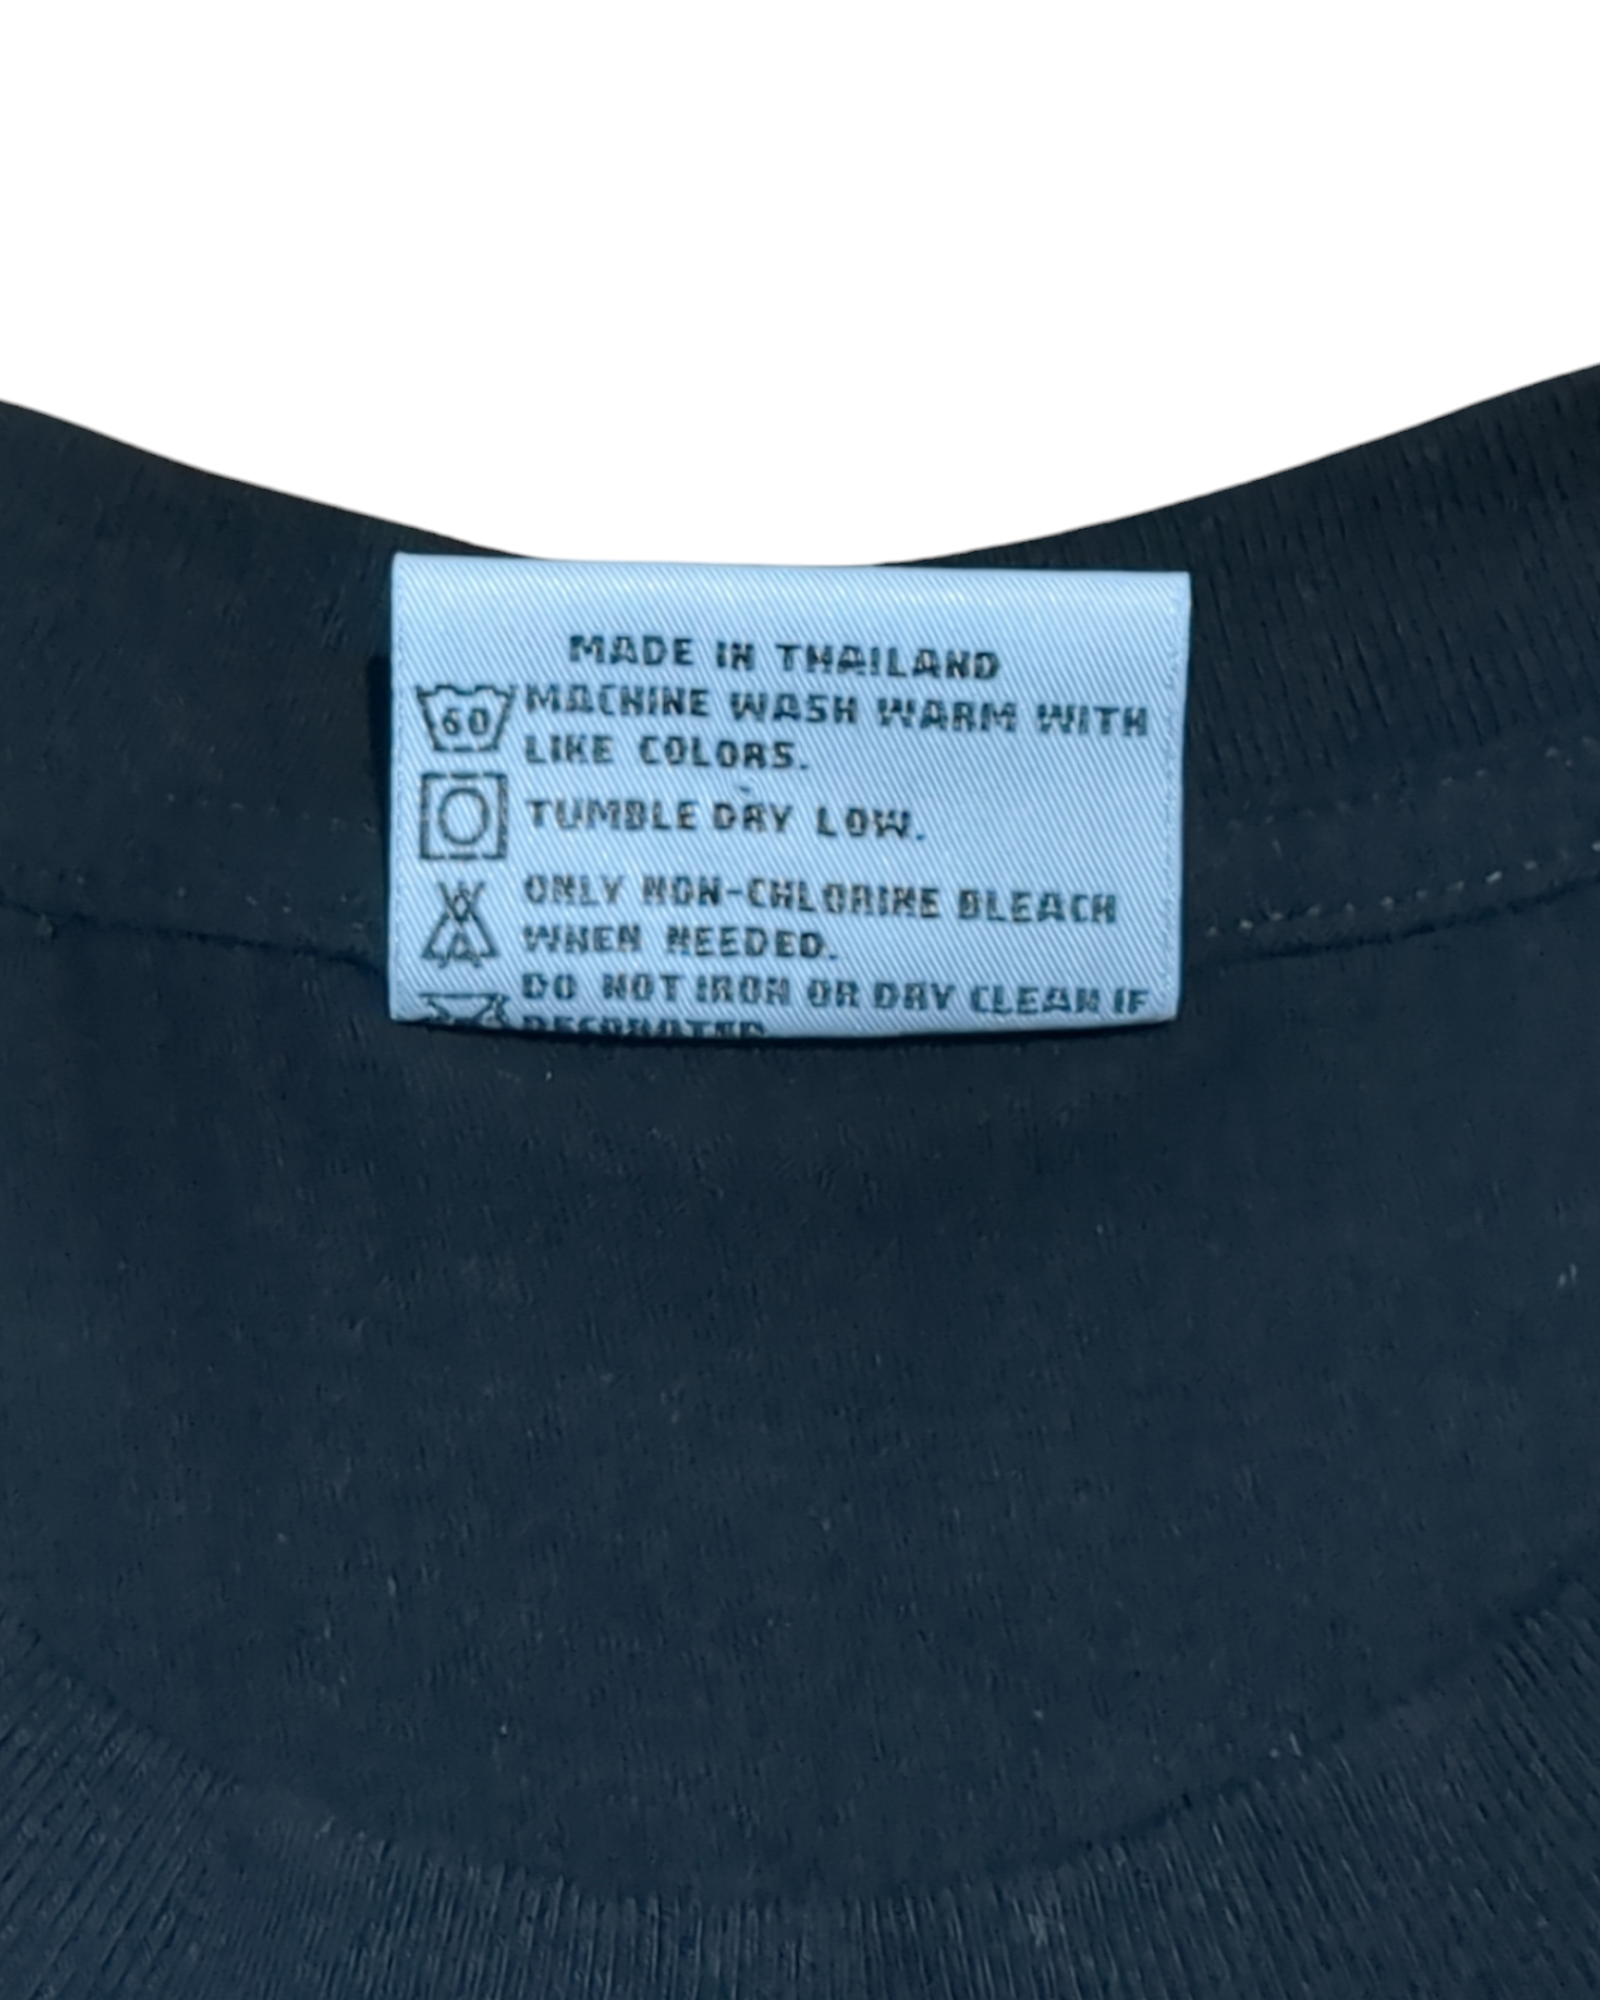 MADE IN THAILAND
60 MACHINE WASH WARM WITH
LIKE COLORS.
TUMBLE DRY LOW.
ONLY NON-CHLORINE BLEACH
WHEN NEEDED.
DO NOT IRON OR DRY CLEAN IF
DECORATED